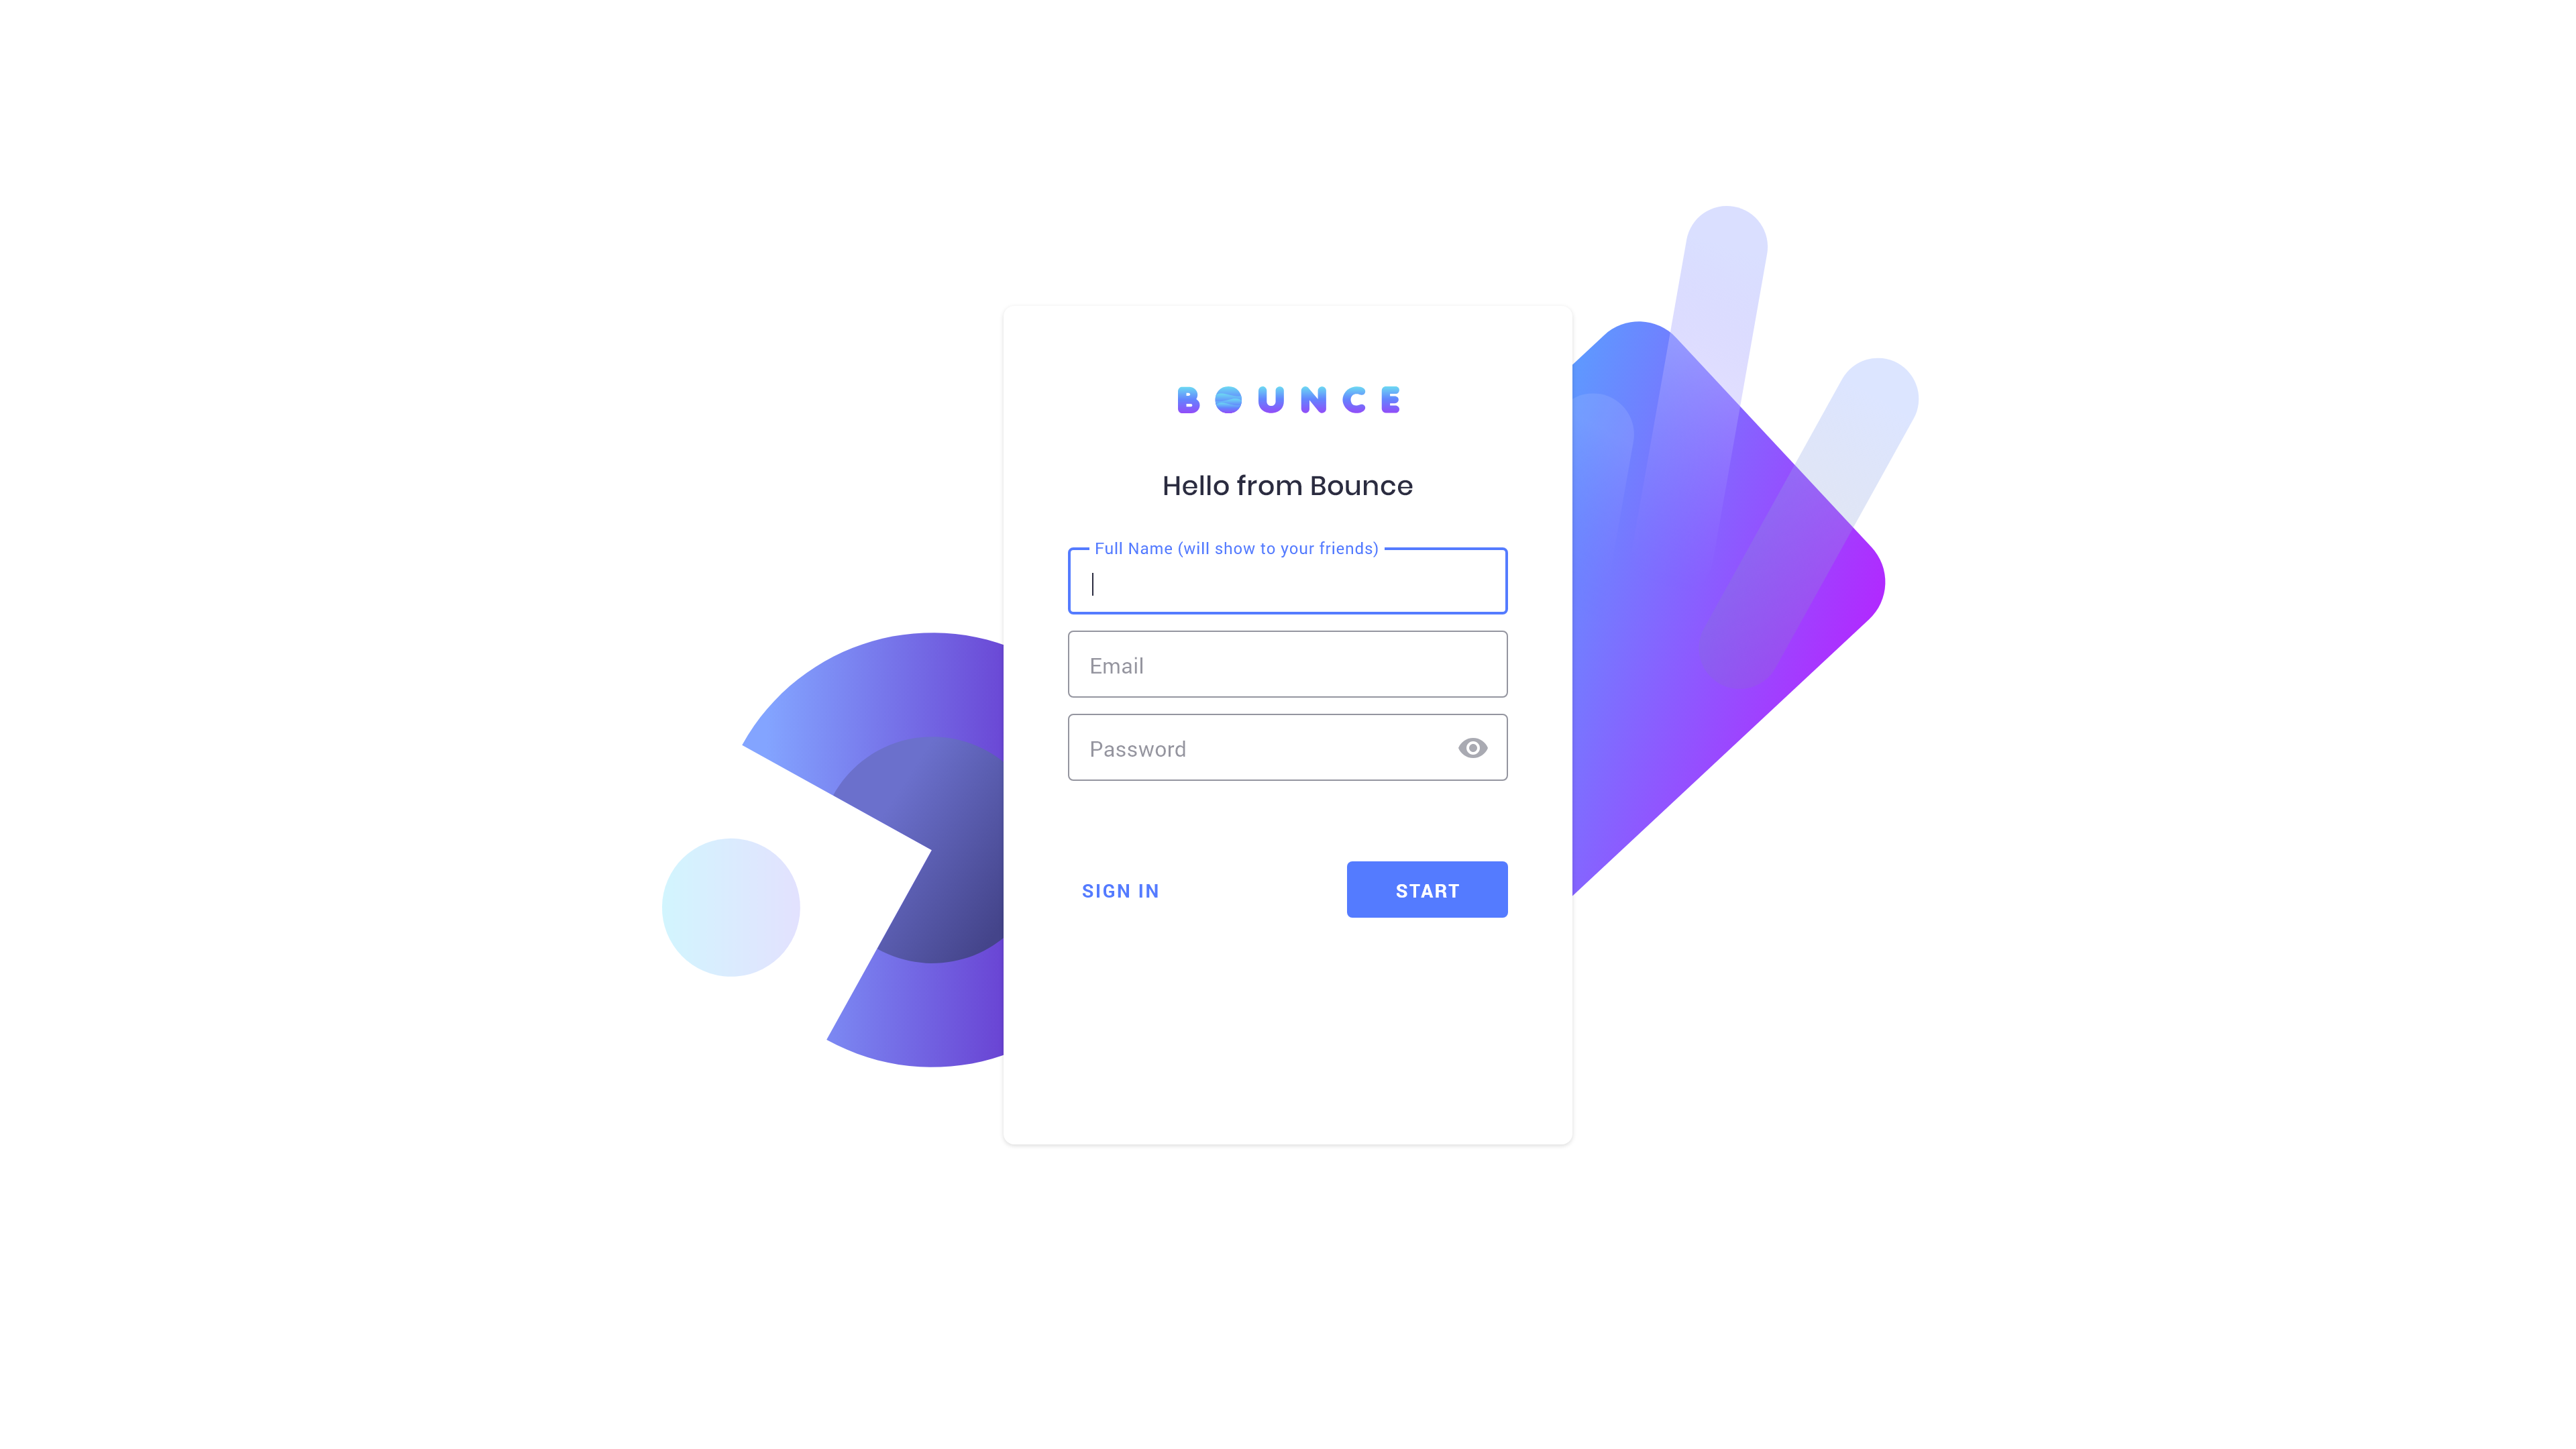 BOUNCE
Hello from Bounce
Full Name (will show to your friends)
Email
Password
SIGN IN
START